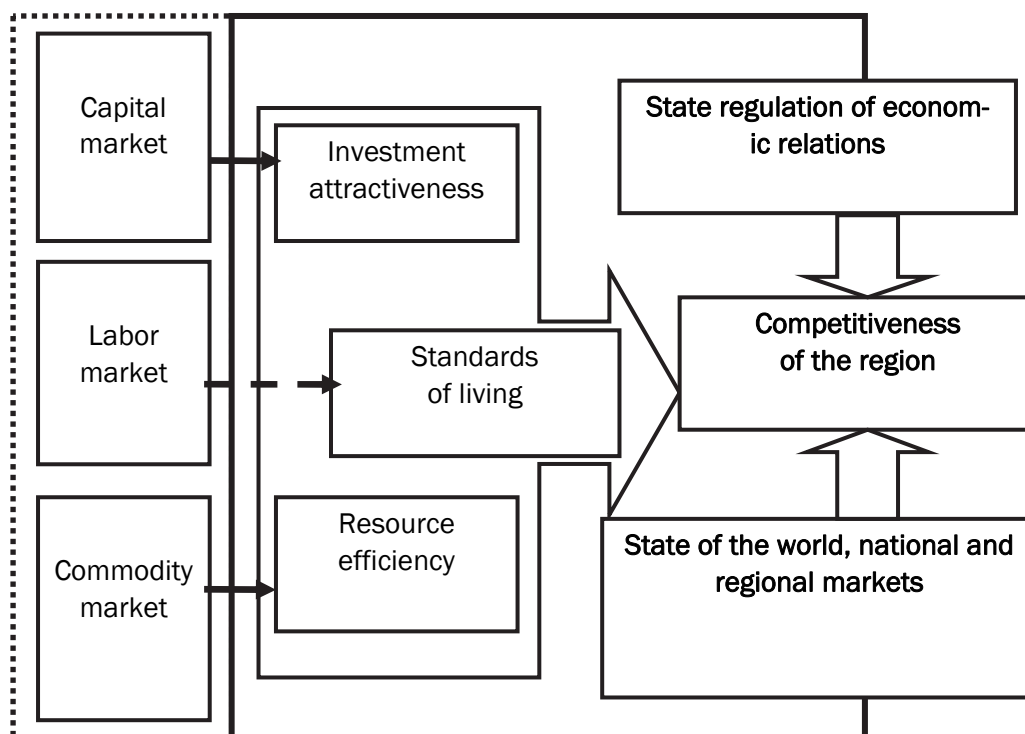 Capital
market
Investment
attractiveness
State regulation of econom-
ic relations
Labor
market
Standards
of living
Competitiveness
of the region
Commodity
market
Resource
efficiency
State of the world, national and
regional markets